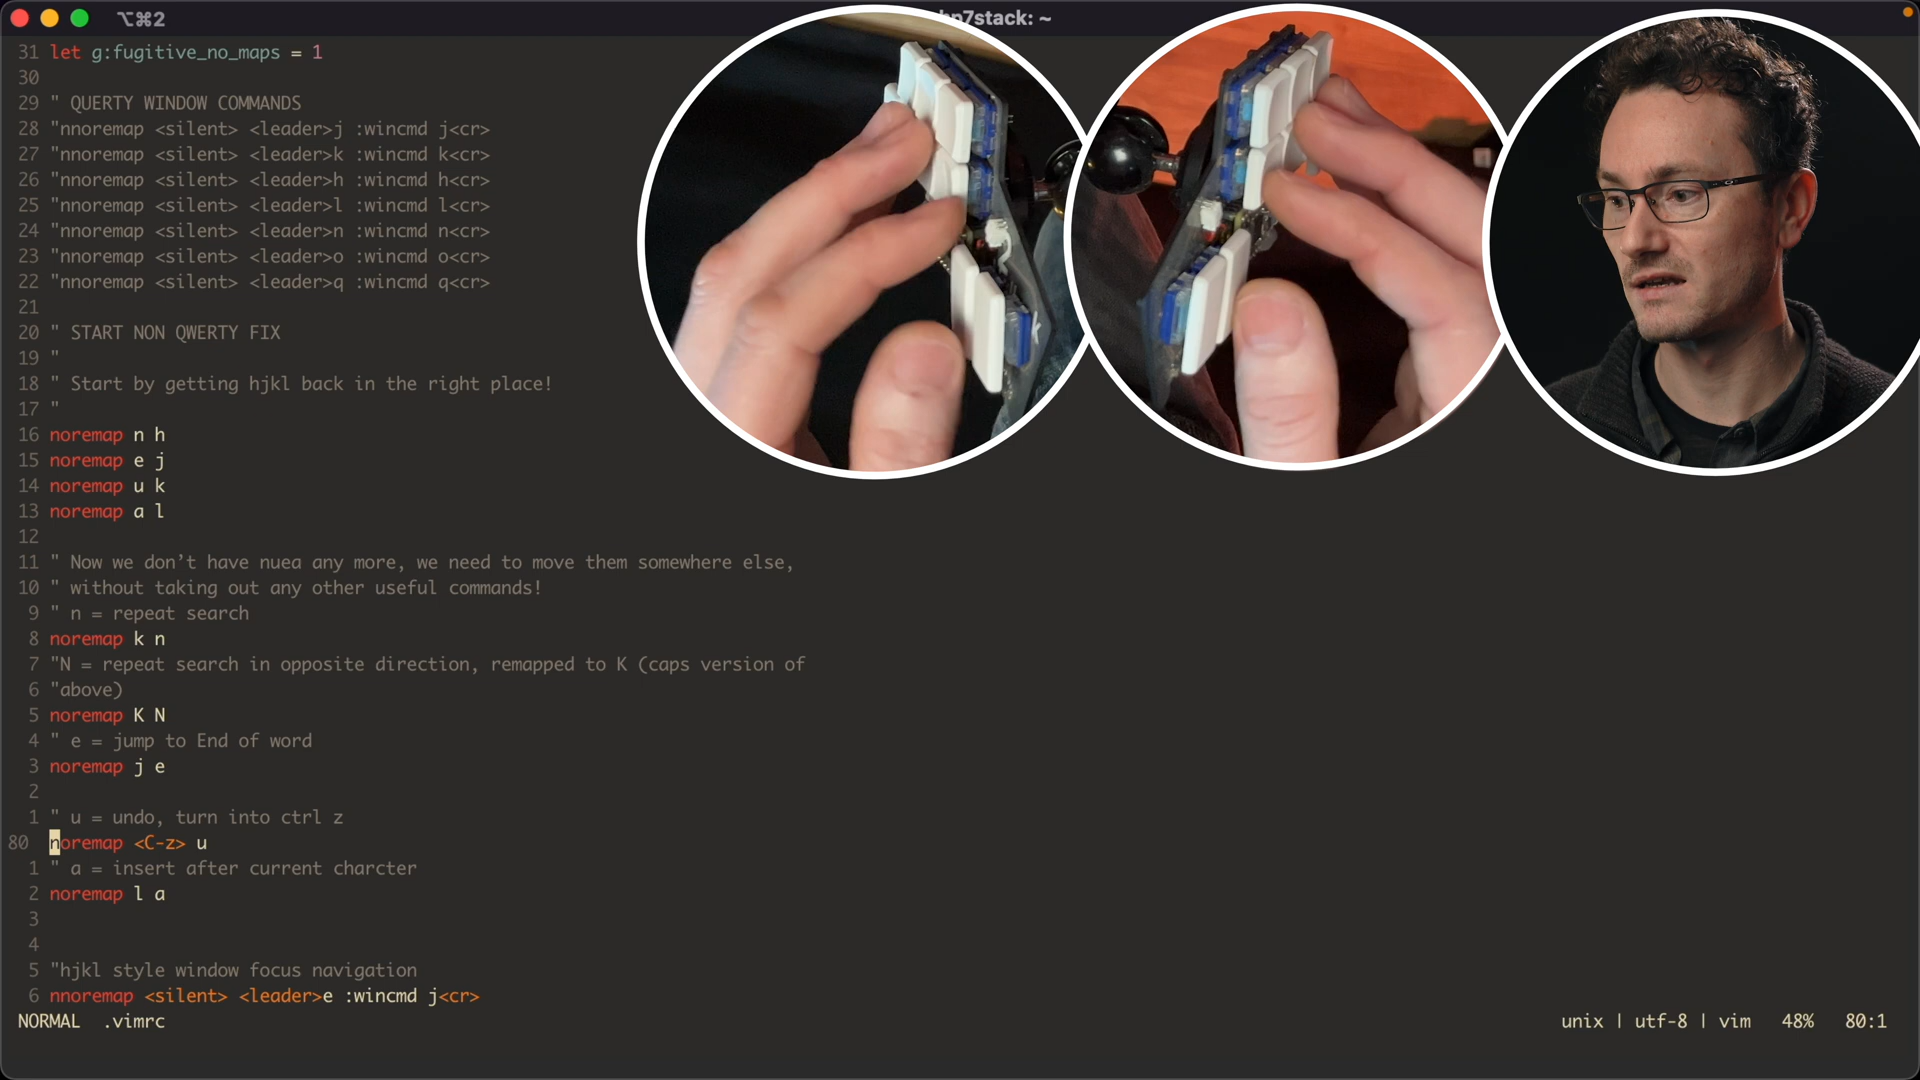 ⌥⌘2
hp7stack: ~
31 let g:fugitive_no_maps = 1
30
29 " QUERTY WINDOW COMMANDS
28 "nnoremap <silent> <leader>j :wincmd j<cr>
27 "nnoremap <silent> <leader>k :wincmd k<cr>
26 "nnoremap <silent> <leader>h :wincmd h<cr>
25 "nnoremap <silent> <leader>l :wincmd l<cr>
24 "nnoremap <silent> <leader>n :wincmd n<cr>
23 "nnoremap <silent> <leader>o :wincmd o<cr>
22 "nnoremap <silent> <leader>q :wincmd q<cr>
21
20 " START NON QWERTY FIX
19 "
18 " Start by getting hjkl back in the right place!
17 "
16 noremap n h
15 noremap e j
14 noremap u k
13 noremap a l
12
11 " Now we don’t have nuea any more, we need to move them somewhere else,
10 " without taking out any other useful commands!
9 " n = repeat search
8 noremap k n
7 "N = repeat search in opposite direction, remapped to K (caps version of
6 "above)
5 noremap K N
4 " e = jump to End of word
3 noremap j e
2
1 " u = undo, turn into ctrl z
80 noremap <C-z> u
1 " a = insert after current charcter
2 noremap l a
3
4
5 "hjkl style window focus navigation
6 nnoremap <silent> <leader>e :wincmd j<cr>
NORMAL .vimrc unix | utf-8 | vim 48% 80:1